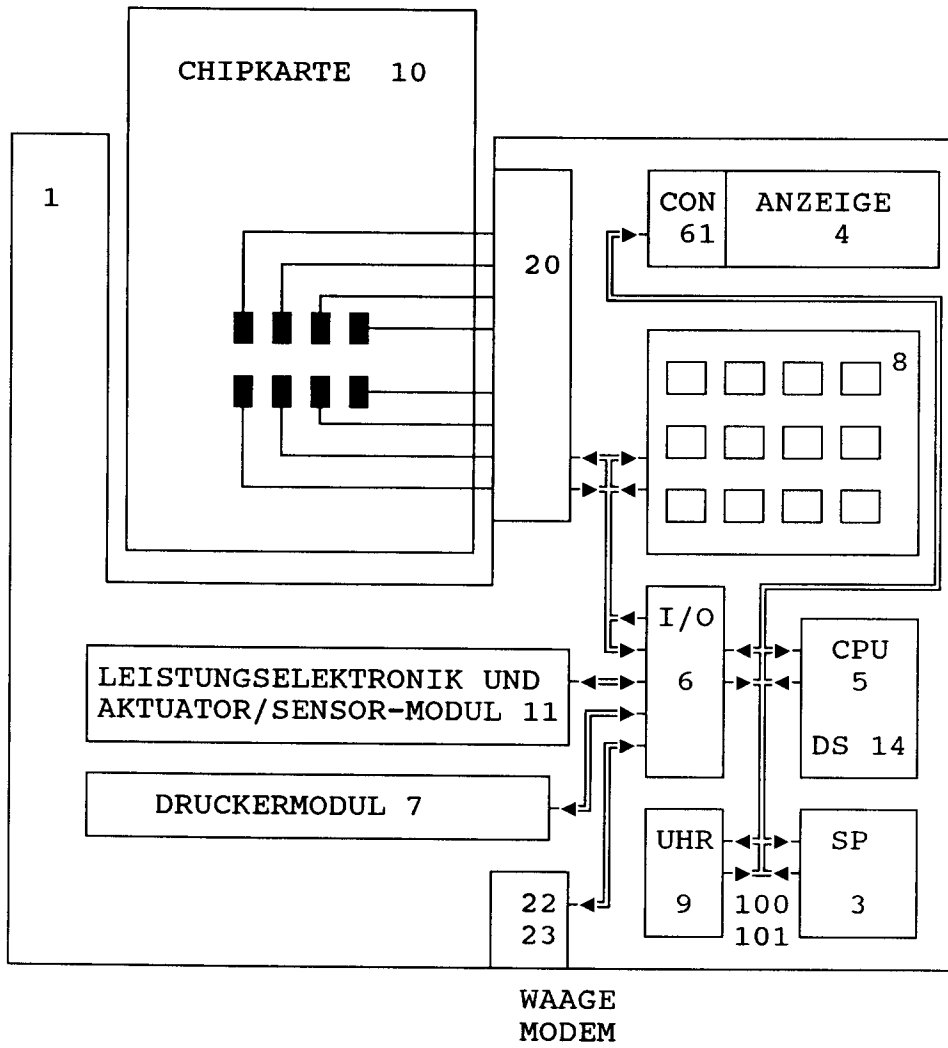 CHIPKARTE 10
1
20
CON
61
ANZEIGE
4
8
I/O
6
CPU
5
DS 14
LEISTUNGSELEKTRONIK UND
AKTUATOR/SENSOR-MODUL 11
DRUCKERMODUL 7
UHR
9
100
101
SP
3
22
23
WAAGE
MODEM